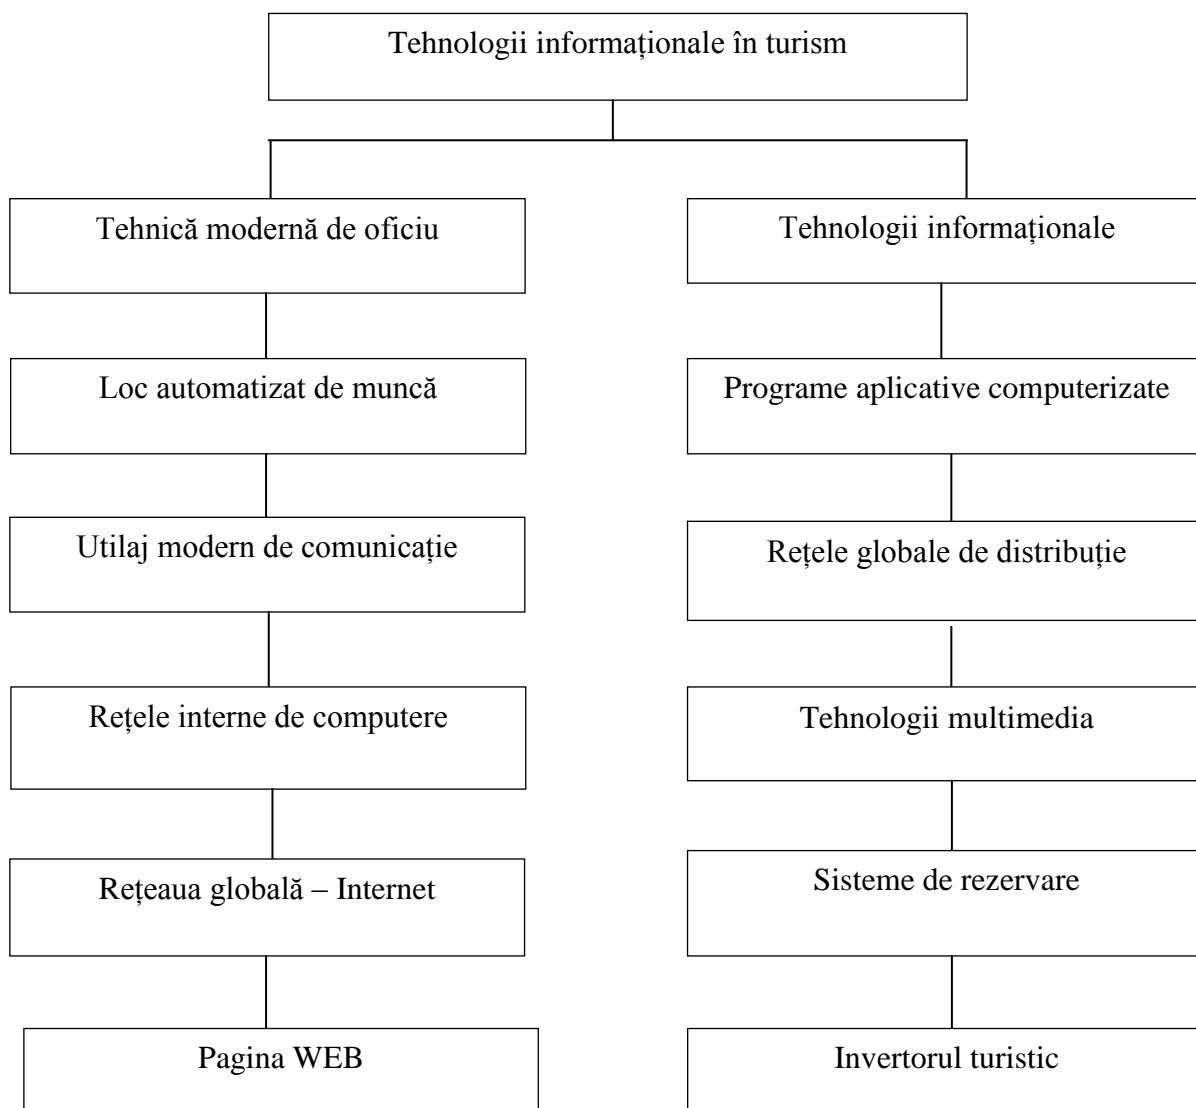 Tehnologii informaționale în turism
Tehnică modernă de oficiu
Tehnologii informaționale
Loc automatizat de muncă
Programe aplicative computerizate
Utilaj modern de comunicație
Rețele globale de distribuție
Rețele interne de computere
Tehnologii multimedia
Rețeaua globală – Internet
Sisteme de rezervare
Pagina WEB
Invertorul turistic